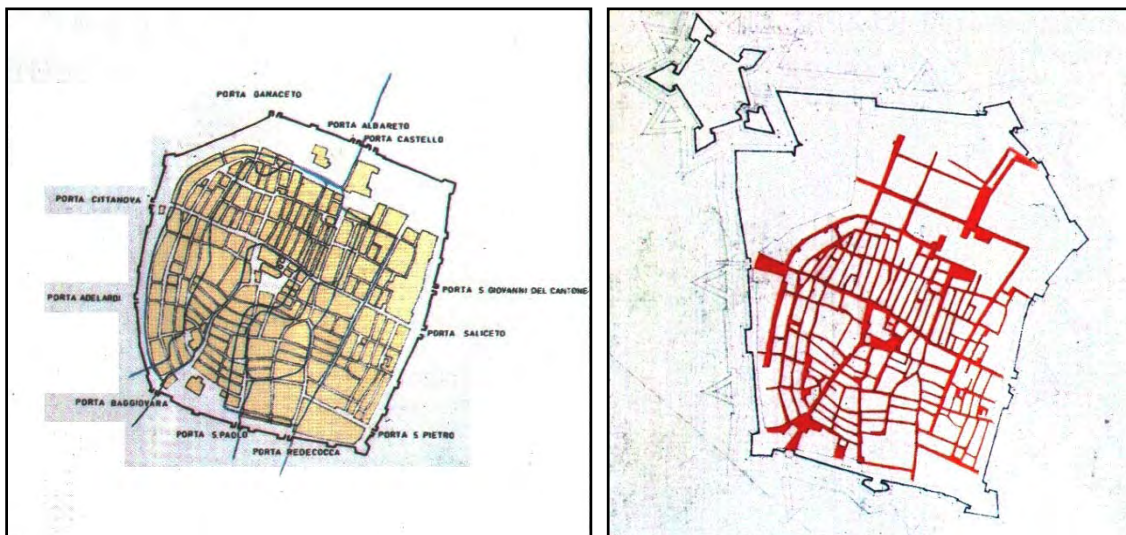 PORTA GANACETO
PORTA ALBARETO
PORTA CASTELLO
PORTA CITTANOVA
PORTA ADELARDI
PORTA S GIOVANNI DEL CANTONE
PORTA SALICETO
PORTA BAGGIOVARA
PORTA S.PAOLO
PORTA S PIETRO
PORTA REDECOCCA